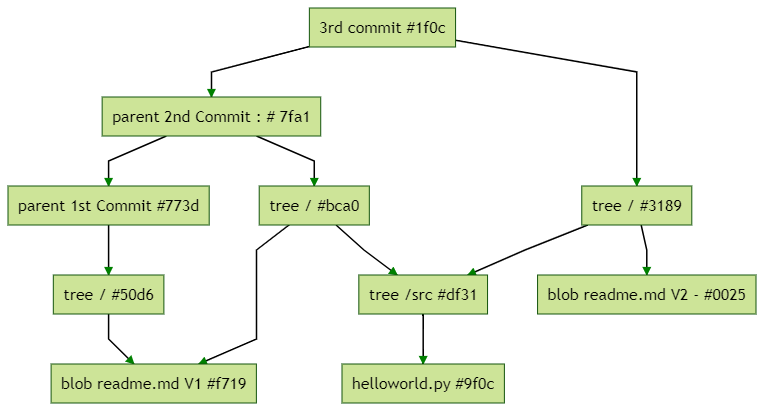 3rd commit #1f0c
parent 2nd Commit : # 7fa1
parent 1st Commit #773d
tree / #bca0
tree / #3189
tree / #50d6
tree /src #df31
blob readme.md V2 - #0025
blob readme.md V1 #f719
helloworld.py #9f0c